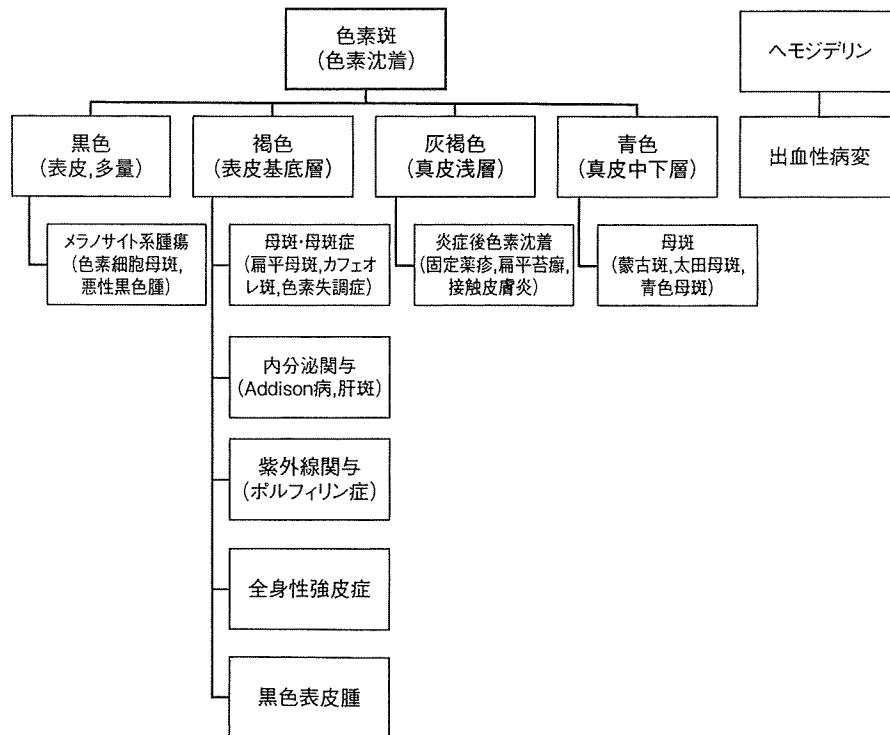 色素斑
(色素沈着)
ヘモジデリン
黒色
(表皮,多量)
褐色
(表皮基底層)
灰褐色
(真皮浅層)
青色
(真皮中下層)
出血性病変
メラノサイト系腫瘍
(色素細胞母斑,
悪性黒色腫)
母斑・母斑症
(扁平母斑,カフェオ
レ斑,色素失調症)
炎症後色素沈着
(固定薬疹,扁平苔癬,
接触皮膚炎)
母斑
(蒙古斑,太田母斑,
青色母斑)
内分泌関与
(Addison病,肝斑)
紫外線関与
(ポルフィリン症)
全身性強皮症
黒色表皮腫